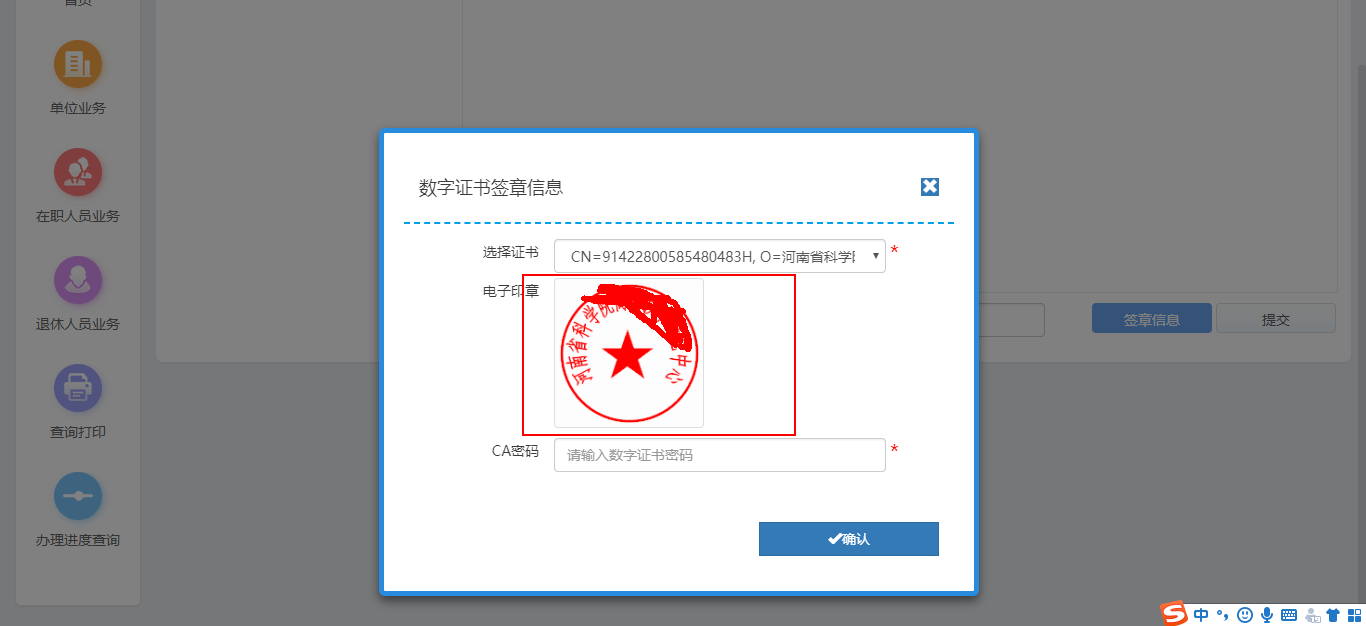 首页
单位业务
在职人员业务
退休人员业务
查询打印
办理进度查询
数字证书签章信息
选择证书
CN=91422800585480483H, O=河南省科学
*
电子印章
河南省科学院
中心
CA密码
请输入数字证书密码
*
确认
签章信息
提交
中